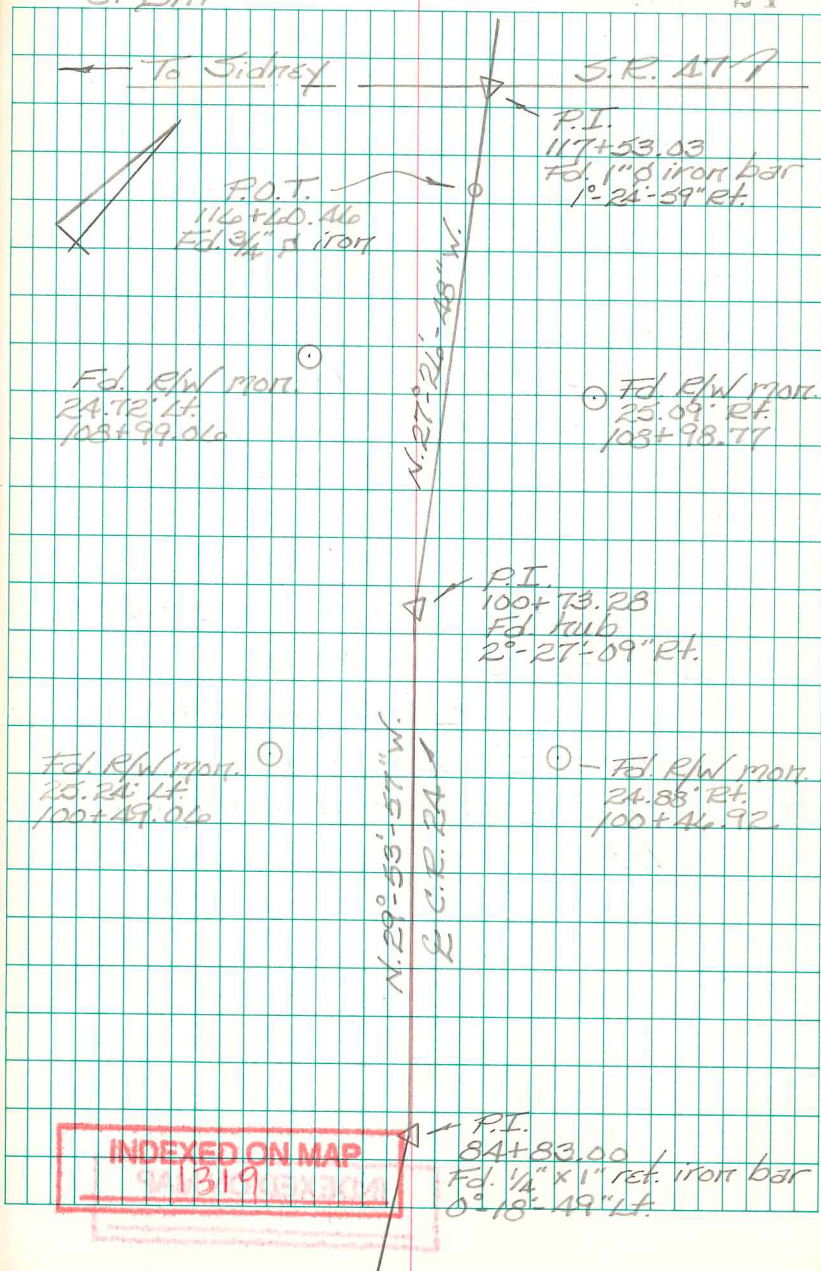 To Sidney
S.R. 47
P.I.
117+53.03
Fd. 1"ø iron bar
1°-24'-59" Rt.
P.O.T.
116+60.46
Fd. 3/4" ø iron
N.27°-26'-48" W.
Fd. R/W mon.
24.72' Lt.
108+99.06
Fd R/W mon.
25.09' Rt.
108+98.77
P.I.
100+73.28
Fd. hub
2°-27'-09" Rt.
Fd. R/W mon.
25.24' Lt.
100+49.06
Fd. R/W mon.
24.88' Rt.
100+46.92
N.29°-53'-57" W.
℄ C.R. 24
P.I.
84+83.00
Fd. 1/4" x 1" ret. iron bar
0°-18'-49" Lt.
INDEXED ON MAP
1319